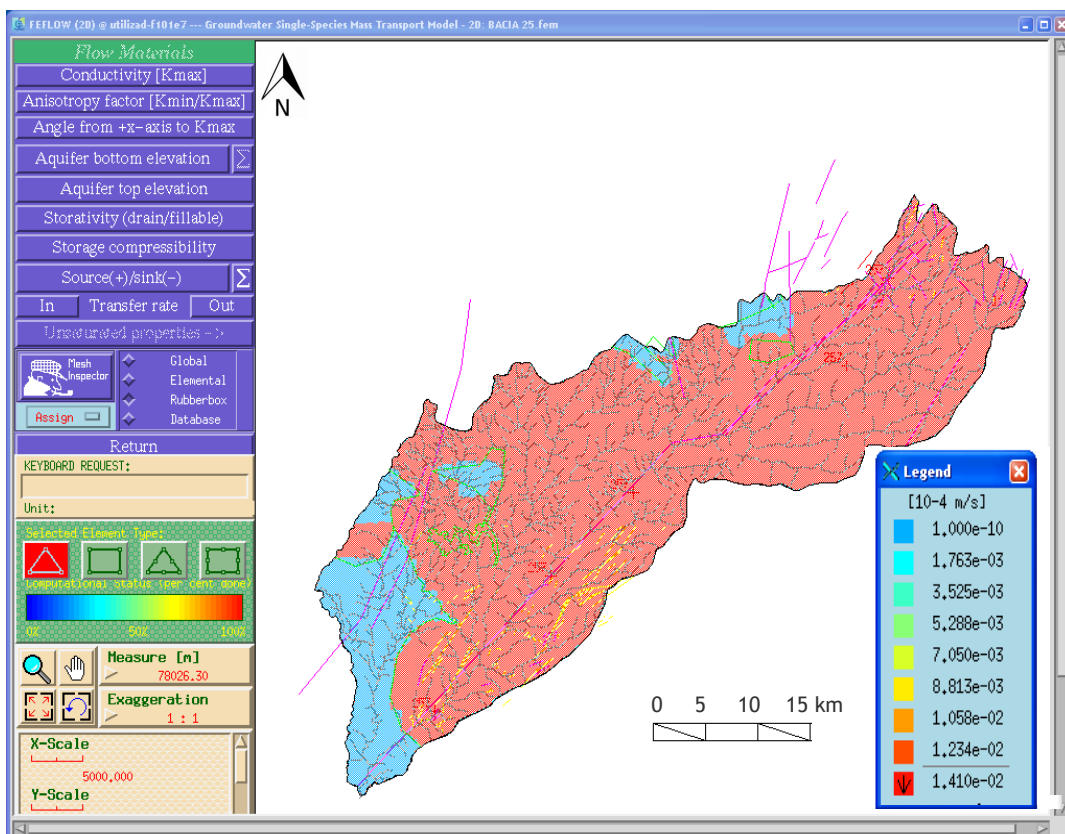 FEFLOW (2D) @ utilizad-f101e7 --- Groundwater Single-Species Mass Transport Model - 2D: BACIA 25.fem
Flow Materials
Conductivity [Kmax]
Anisotropy factor [Kmin/Kmax]
Angle from +x-axis to Kmax
Aquifer bottom elevation Σ
Aquifer top elevation
Storativity (drain/fillable)
Storage compressibility
Source(+)/sink(-) Σ
In Transfer rate Out
Unsaturated properties ->
Mesh
Inspector
Assign
Global
Elemental
Rubberbox
Database
Return
KEYBOARD REQUEST:
Unit:
Selected Element Type:
Computational Status (per cent done)
0% 50% 100%
Measure [m]
78026.30
Exaggeration
1 : 1
X-Scale
5000.000
Y-Scale
N
252
0 5 10 15 km
Legend
[10-4 m/s]
1.000e-10
1.763e-03
3.525e-03
5.288e-03
7.050e-03
8.813e-03
1.058e-02
1.234e-02
1.410e-02